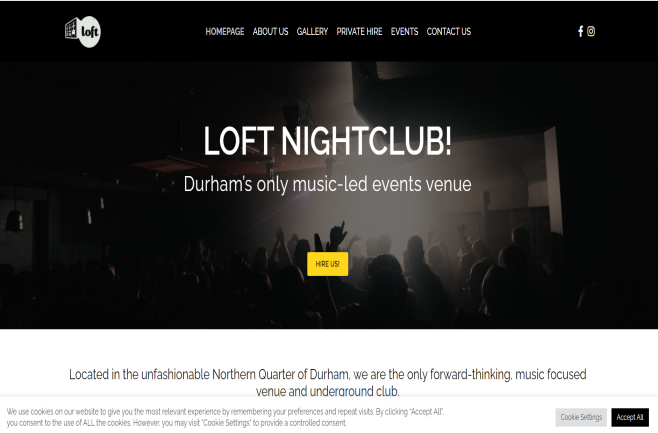 loft
HOMEPAGE ABOUT US GALLERY PRIVATE HIRE EVENTS CONTACT US
LOFT NIGHTCLUB!
Durham's only music-led events venue
HIRE US!
Located in the unfashionable Northern Quarter of Durham, we are the only forward-thinking, music focused
venue and underground club.
We use cookies on our website to give you the most relevant experience by remembering your preferences and repeat visits. By clicking "Accept All",
you consent to the use of ALL the cookies. However, you may visit "Cookie Settings" to provide a controlled consent.
Cookie Settings Accept All